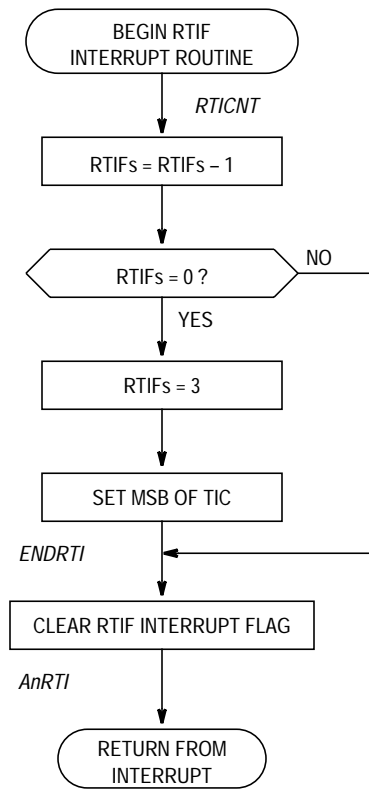 BEGIN RTIF
INTERRUPT ROUTINE
RTICNT
RTIFs = RTIFs – 1
RTIFs = 0 ?
NO
YES
RTIFs = 3
SET MSB OF TIC
ENDRTI
CLEAR RTIF INTERRUPT FLAG
AnRTI
RETURN FROM
INTERRUPT